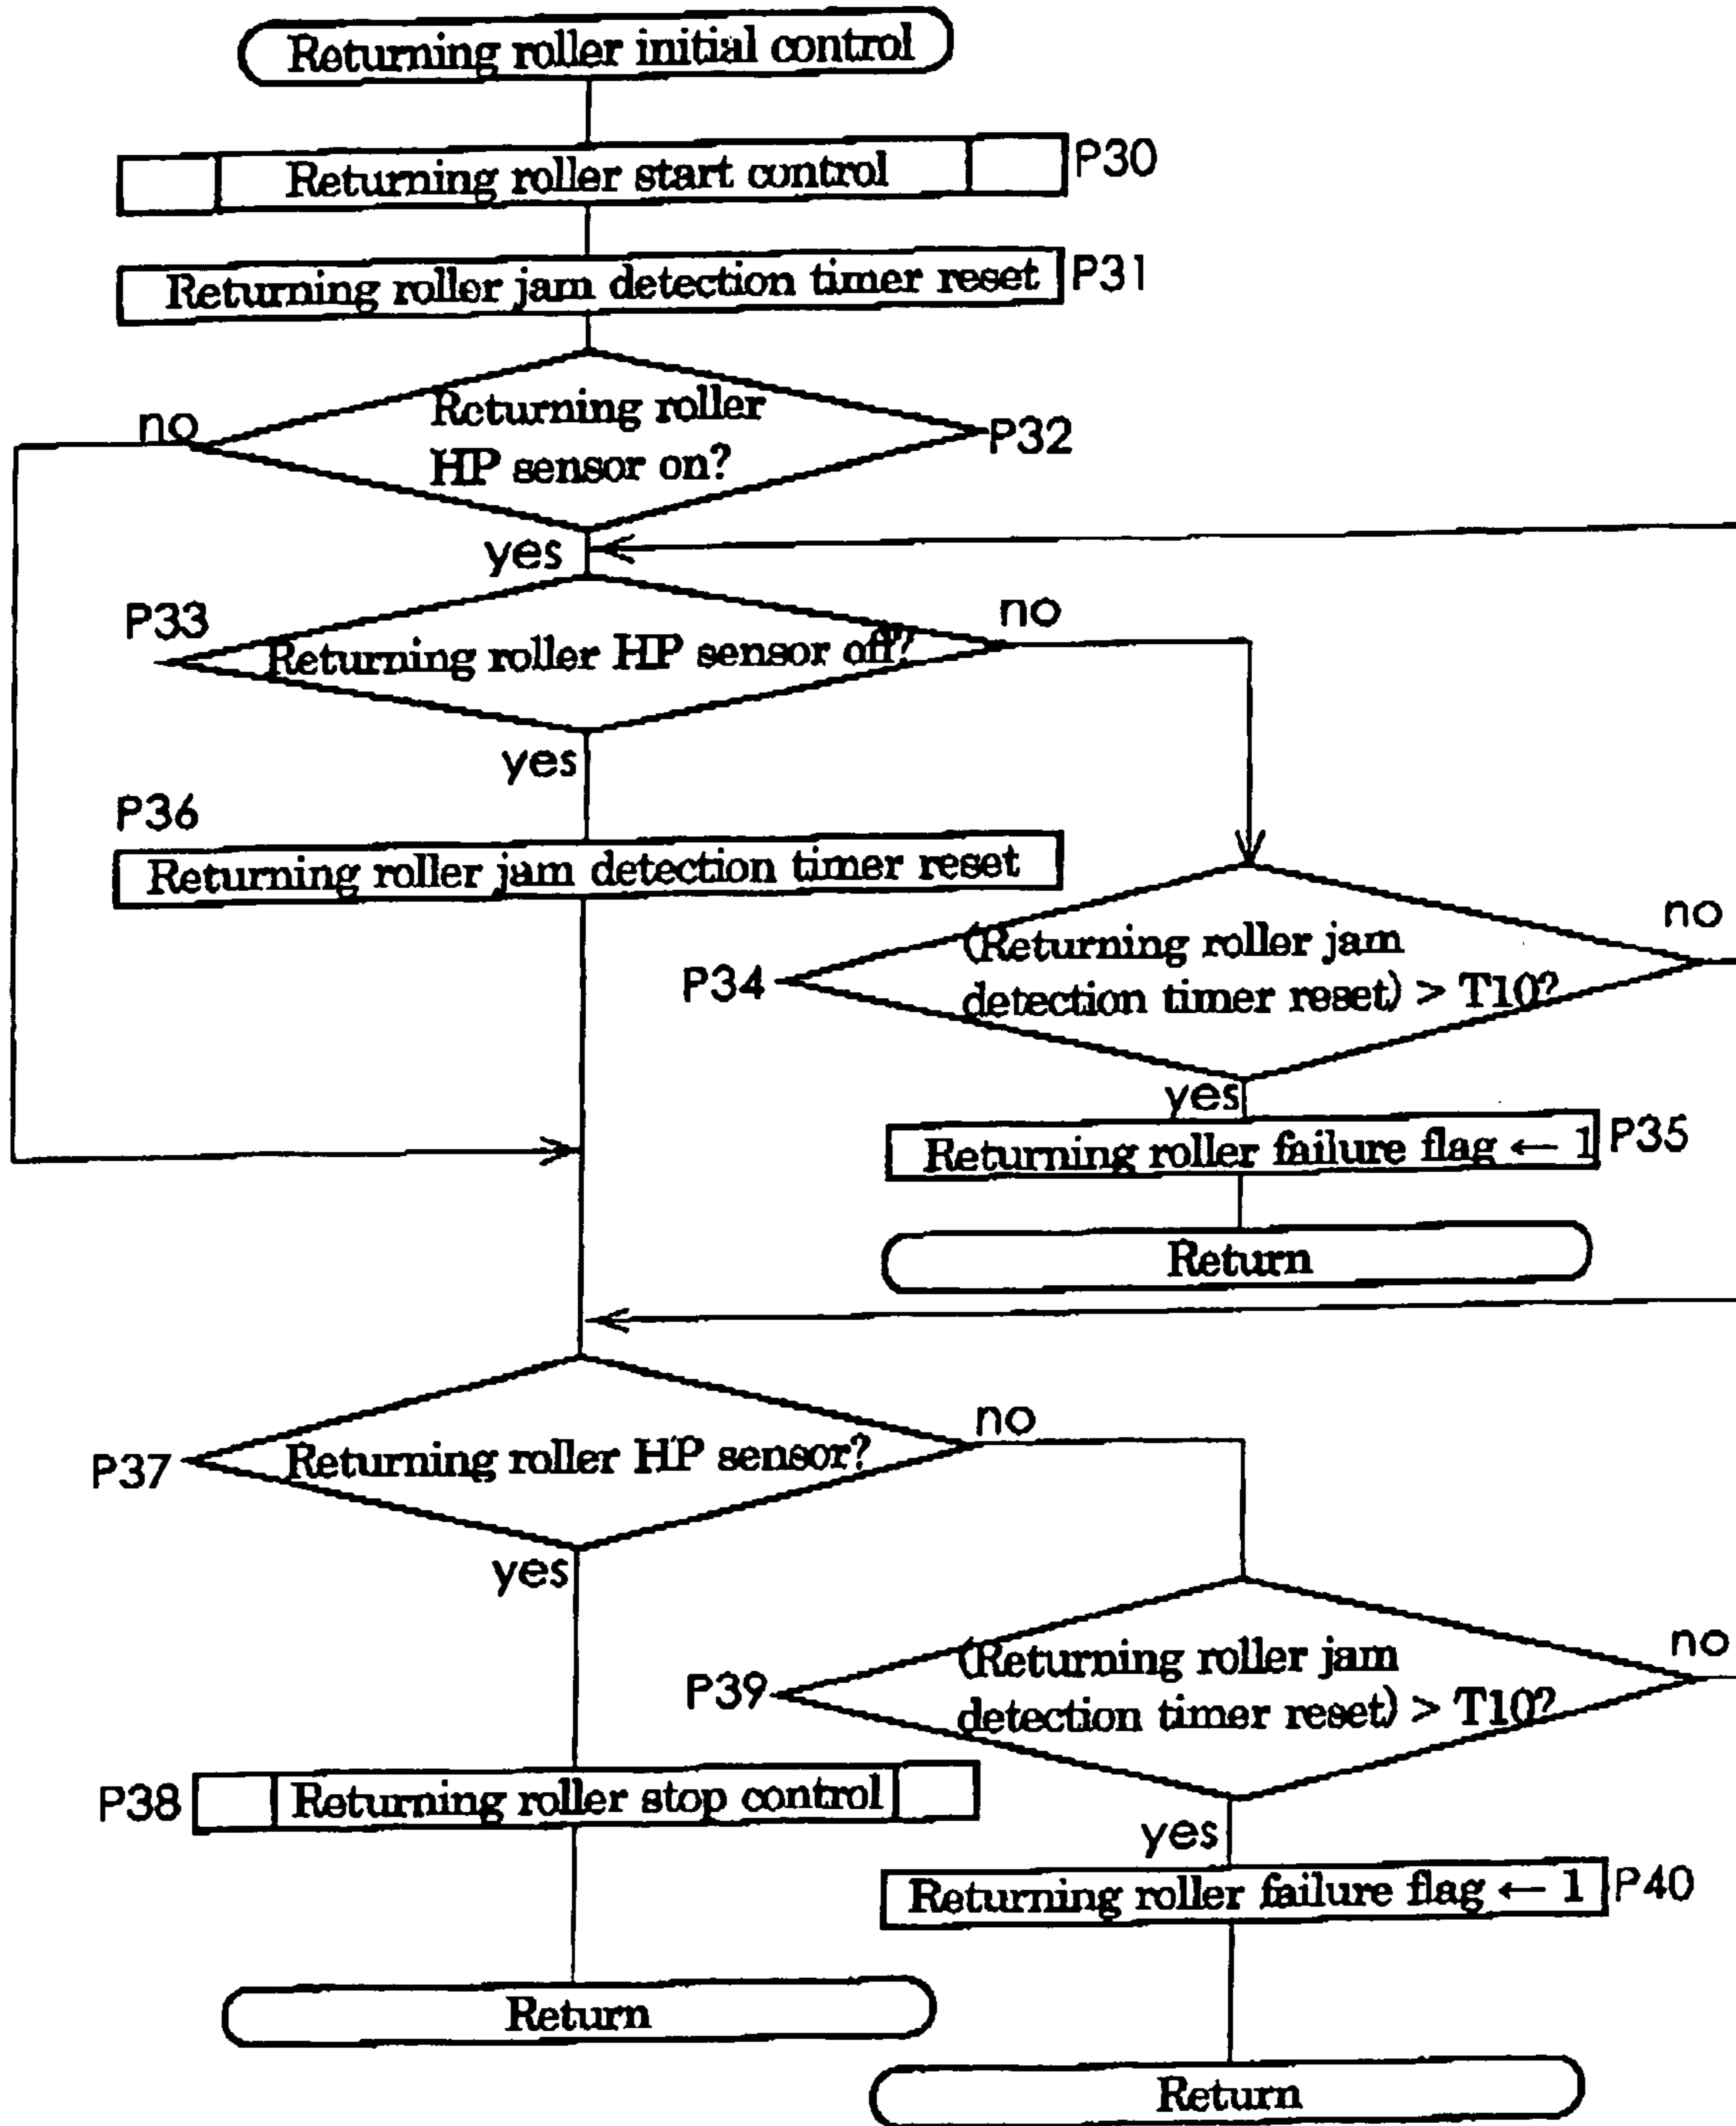 Returning roller initial control
Returning roller start control
P30
Returning roller jam detection timer reset
P31
no
Returning roller
HP sensor on?
P32
yes
P33
Returning roller HP sensor off?
no
yes
P36
Returning roller jam detection timer reset
no
P34
(Returning roller jam
detection timer reset) > T10?
yes
Returning roller failure flag ← 1
P35
Return
P37
Returning roller HP sensor?
no
yes
no
P39
(Returning roller jam
detection timer reset) > T10?
P38
Returning roller stop control
yes
Returning roller failure flag ← 1
P40
Return
Return